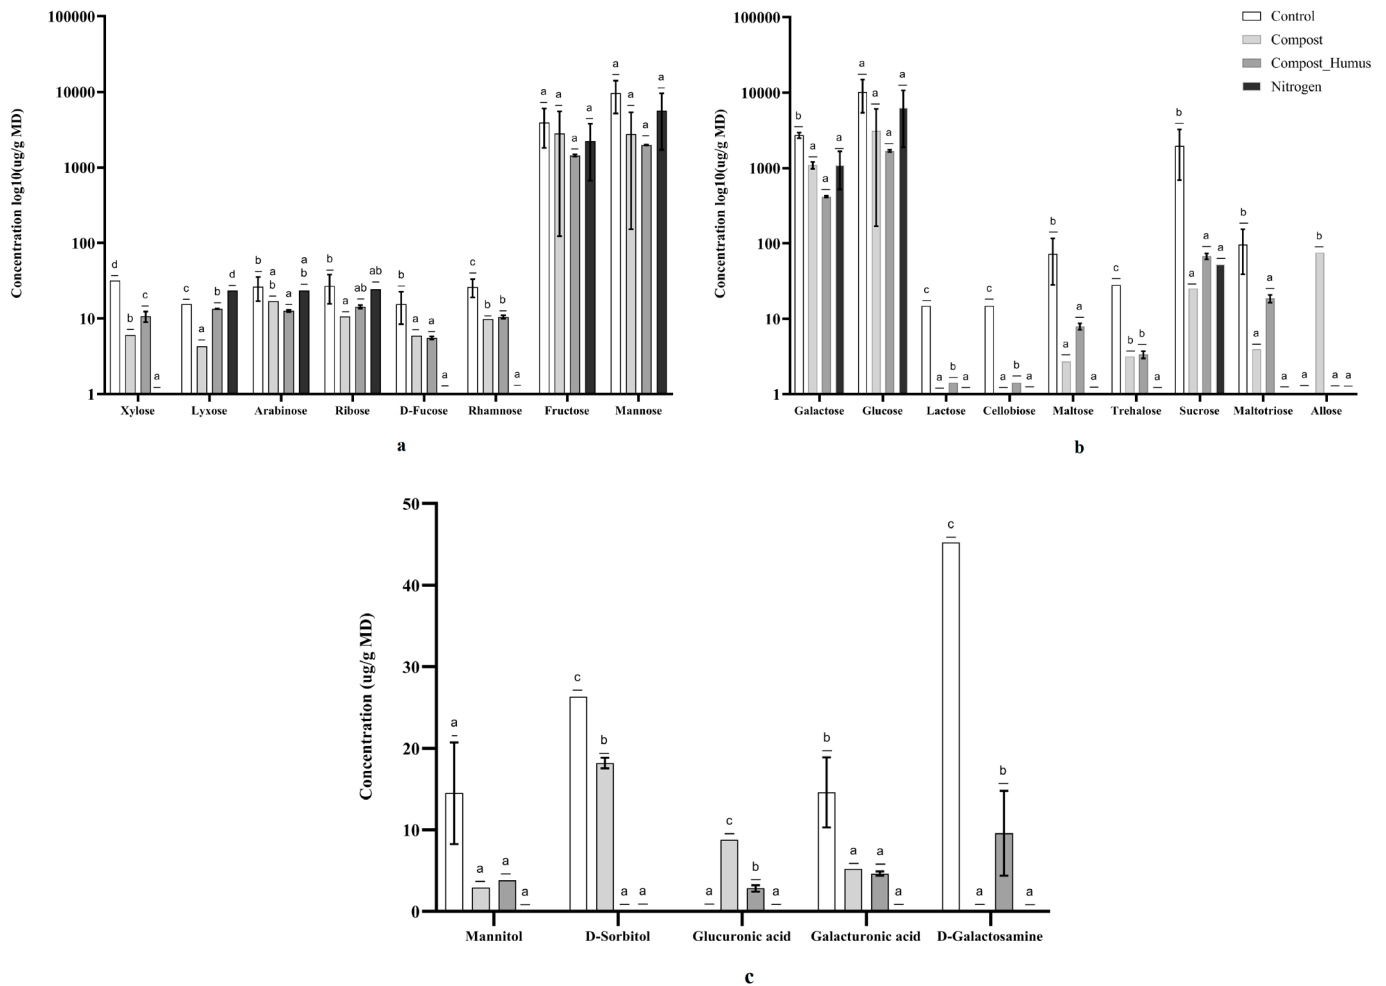 100000
10000
1000
100
10
1
Concentration log10(ug/g MD)
d b c a
c a b d
b a b a a b
b a ab ab
b a a a
c b b a
a a a a
a a a a
Xylose Lyxose Arabinose Ribose D-Fucose Rhamnose Fructose Mannose
a
100000
10000
1000
100
10
1
Concentration log10(ug/g MD)
b a a a
a a a a
c a b a
c a b a
b a a a
c b b a
b a a a
b a a a
a b a a
Galactose Glucose Lactose Cellobiose Maltose Trehalose Sucrose Maltotriose Allose
b
Control
Compost
Compost_Humus
Nitrogen
50
40
30
20
10
0
Concentration (ug/g MD)
a a a a
c b a a
a c b a
b a a a
c a b a
Mannitol D-Sorbitol Glucuronic acid Galacturonic acid D-Galactosamine
c